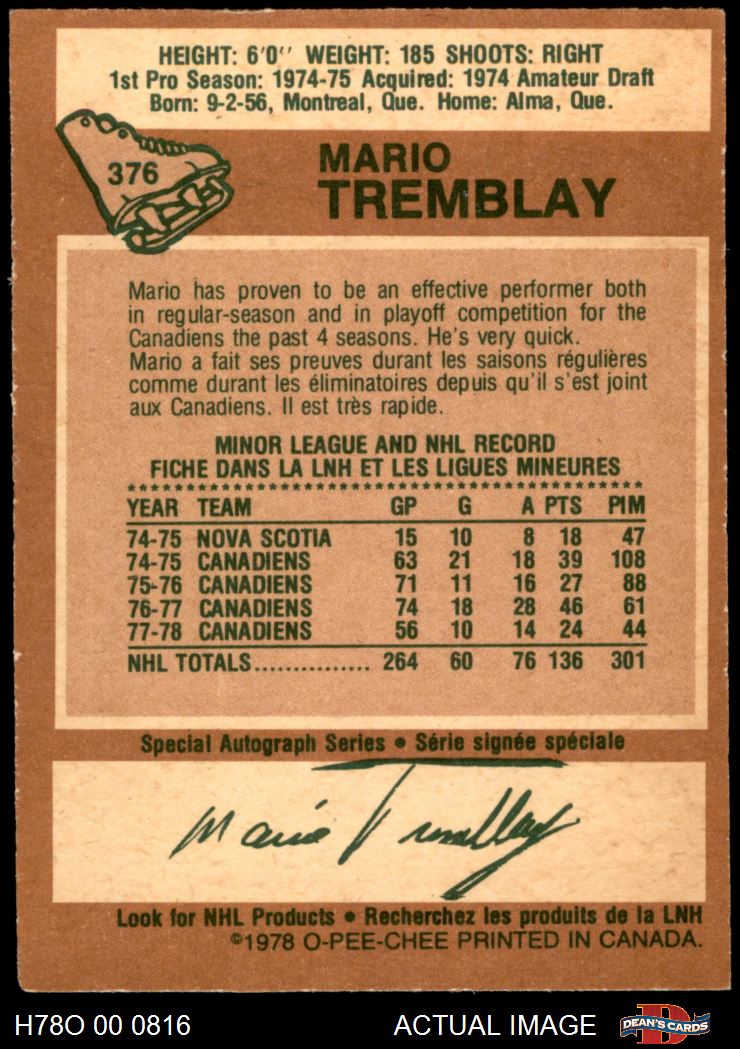 HEIGHT: 6'0'' WEIGHT: 185 SHOOTS: RIGHT
1st Pro Season: 1974-75 Acquired: 1974 Amateur Draft
Born: 9-2-56, Montreal, Que. Home: Alma, Que.
376
MARIO
TREMBLAY
Mario has proven to be an effective performer both
in regular-season and in playoff competition for the
Canadiens the past 4 seasons. He's very quick.
Mario a fait ses preuves durant les saisons régulières
comme durant les éliminatoires depuis qu'il s'est joint
aux Canadiens. Il est très rapide.
MINOR LEAGUE AND NHL RECORD
FICHE DANS LA LNH ET LES LIGUES MINEURES
YEAR TEAM GP G A PTS PIM
74-75 NOVA SCOTIA 15 10 8 18 47
74-75 CANADIENS 63 21 18 39 108
75-76 CANADIENS 71 11 16 27 88
76-77 CANADIENS 74 18 28 46 61
77-78 CANADIENS 56 10 14 24 44
NHL TOTALS............... 264 60 76 136 301
Special Autograph Series • Série signée spéciale
Mario Tremblay
Look for NHL Products • Recherchez les produits de la LNH
©1978 O-PEE-CHEE PRINTED IN CANADA.
H78O 00 0816 ACTUAL IMAGE DEAN'S CARDS